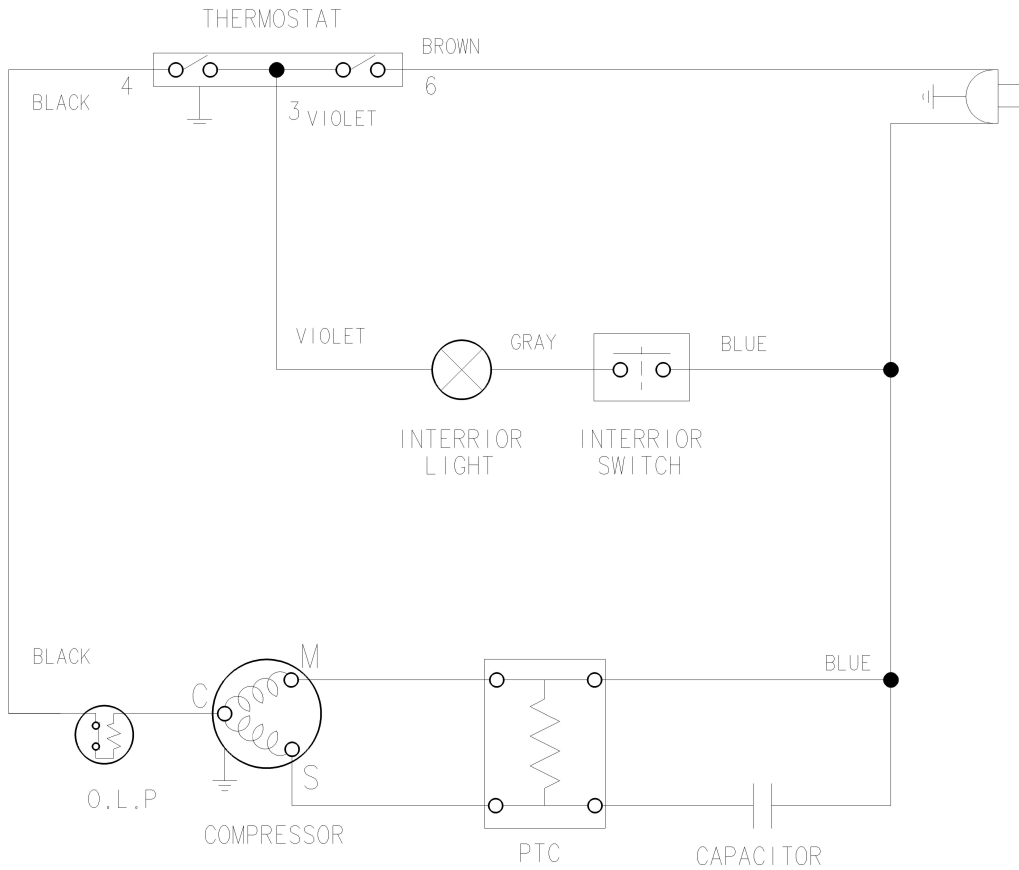 THERMOSTAT
BROWN
4
6
BLACK
3
VIOLET
VIOLET
GRAY
BLUE
INTERRIOR
LIGHT
INTERRIOR
SWITCH
BLACK
M
BLUE
C
S
O.L.P
COMPRESSOR
PTC
CAPACITOR